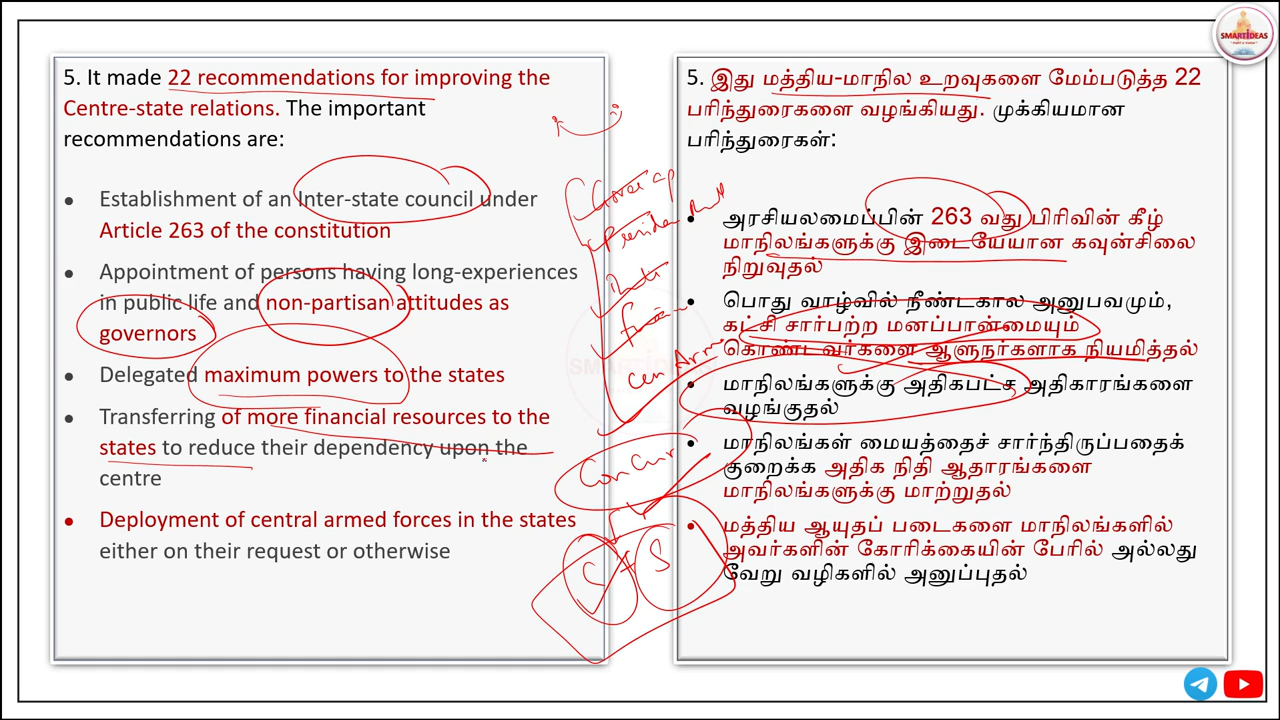 SMARTIDEAS
5. It made 22 recommendations for improving the
Centre-state relations. The important
recommendations are:
• Establishment of an Inter-state council under
Article 263 of the constitution
• Appointment of persons having long-experiences
in public life and non-partisan attitudes as
governors
• Delegated maximum powers to the states
• Transferring of more financial resources to the
states to reduce their dependency upon the
centre
• Deployment of central armed forces in the states
either on their request or otherwise
5. இது மத்திய-மாநில உறவுகளை மேம்படுத்த 22
பரிந்துரைகளை வழங்கியது. முக்கியமான
பரிந்துரைகள்:
• அரசியலமைப்பின் 263 வது பிரிவின் கீழ்
மாநிலங்களுக்கு இடையேயான கவுன்சிலை
நிறுவுதல்
• பொது வாழ்வில் நீண்டகால அனுபவமும்,
கட்சி சார்பற்ற மனப்பான்மையும்
கொண்டவர்களை ஆளுநர்களாக நியமித்தல்
• மாநிலங்களுக்கு அதிகபட்ச அதிகாரங்களை
வழங்குதல்
• மாநிலங்கள் மையத்தைச் சார்ந்திருப்பதைக்
குறைக்க அதிக நிதி ஆதாரங்களை
மாநிலங்களுக்கு மாற்றுதல்
• மத்திய ஆயுதப் படைகளை மாநிலங்களில்
அவர்களின் கோரிக்கையின் பேரில் அல்லது
வேறு வழிகளில் அனுப்புதல்
Concur
S